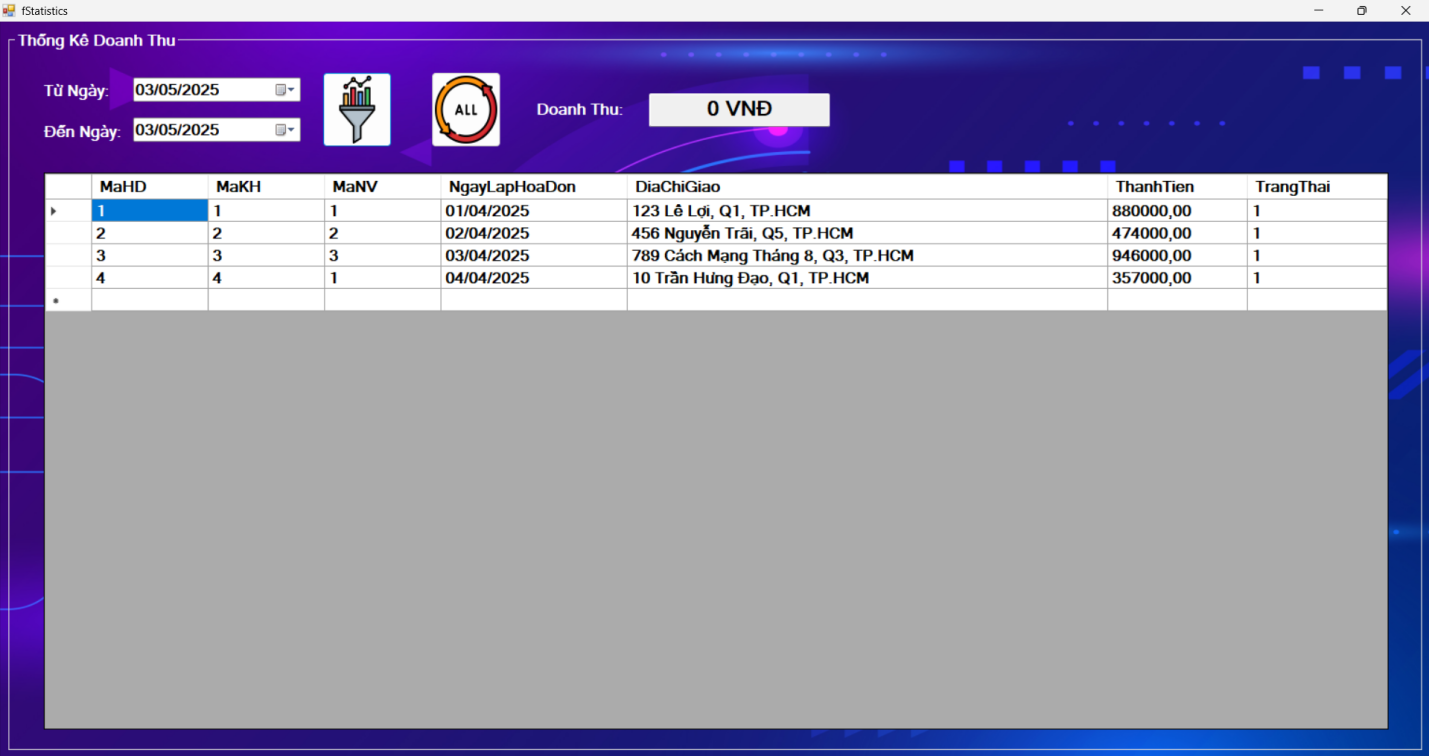 fStatistics
Thống Kê Doanh Thu
Từ Ngày: 03/05/2025
Đến Ngày: 03/05/2025
ALL
Doanh Thu: 0 VNĐ
MaHD MaKH MaNV NgayLapHoaDon DiaChiGiao ThanhTien TrangThai
1 1 1 01/04/2025 123 Lê Lợi, Q1, TP.HCM 880000,00 1
2 2 2 02/04/2025 456 Nguyễn Trãi, Q5, TP.HCM 474000,00 1
3 3 3 03/04/2025 789 Cách Mạng Tháng 8, Q3, TP.HCM 946000,00 1
4 4 1 04/04/2025 10 Trần Hưng Đạo, Q1, TP.HCM 357000,00 1